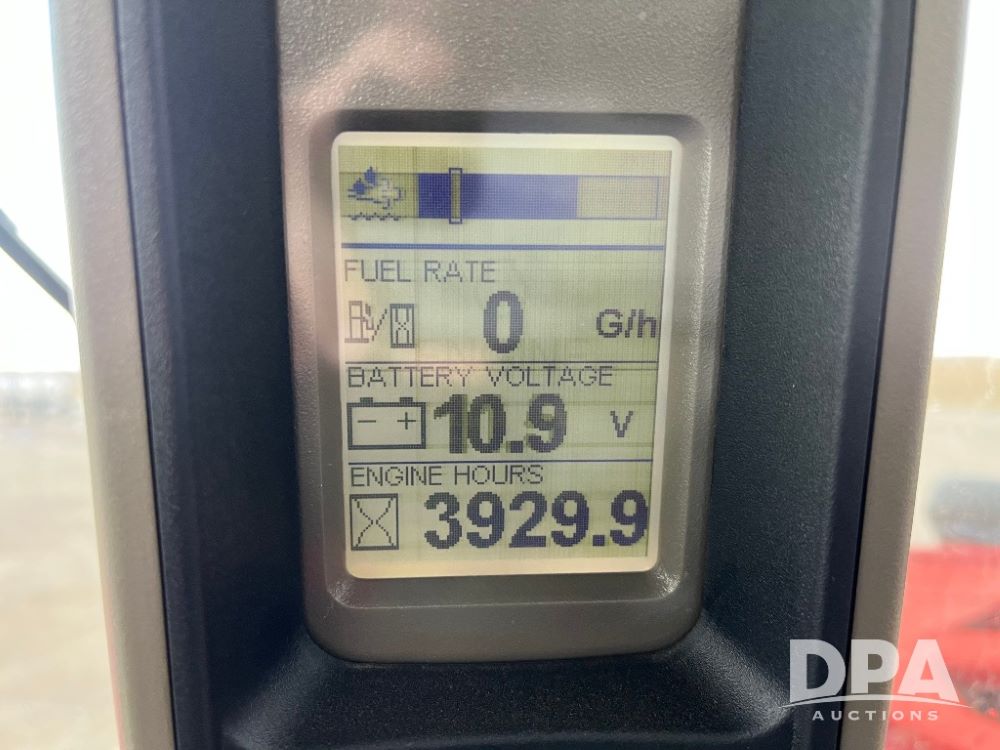 FUEL RATE
0 G/h
BATTERY VOLTAGE
- + 10.9 V
ENGINE HOURS
3929.9
DPA
AUCTIONS